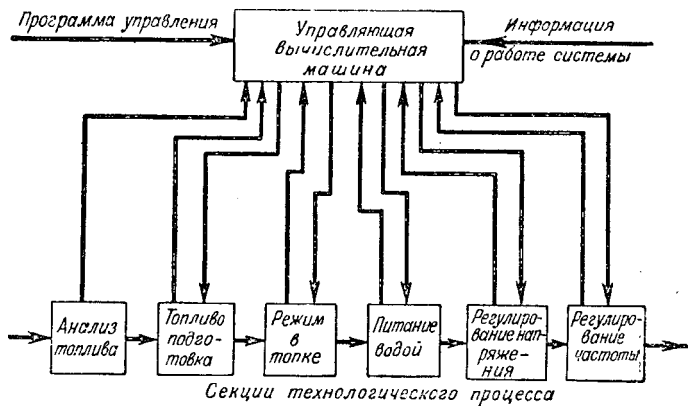 Программа управления
Управляющая
вычислительная
машина
Информация
о работе системы
Анализ
топлива
Топливо
подго-
товка
Режим
в
топке
Питание
водой
Регулиро-
вание нап-
ряже-
ния
Регулиро-
вание
частоты
Секции технологического процесса